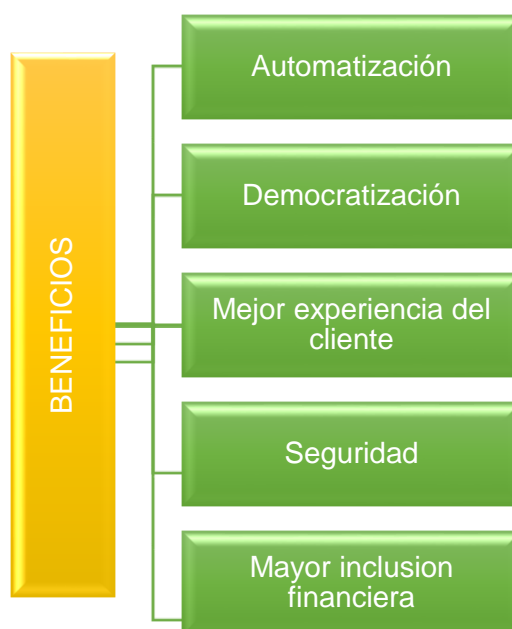 BENEFICIOS
Automatización
Democratización
Mejor experiencia del
cliente
Seguridad
Mayor inclusion
financiera